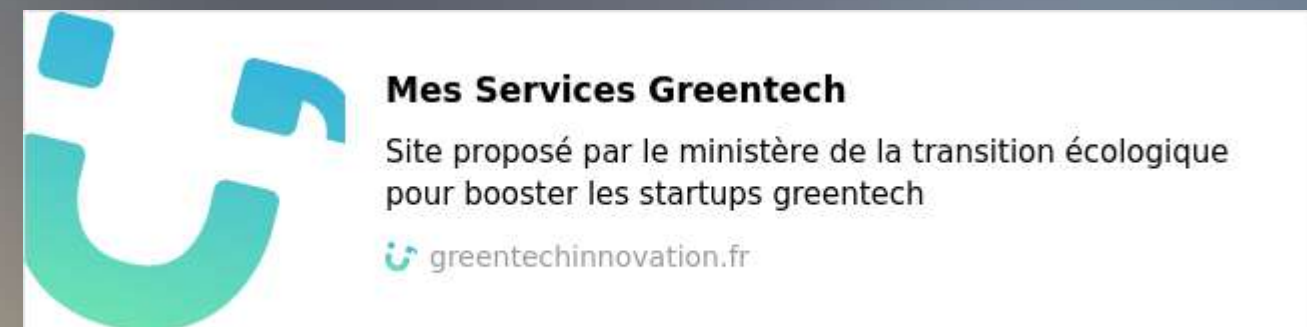 Mes Services Greentech
Site proposé par le ministère de la transition écologique
pour booster les startups greentech
greentechinnovation.fr